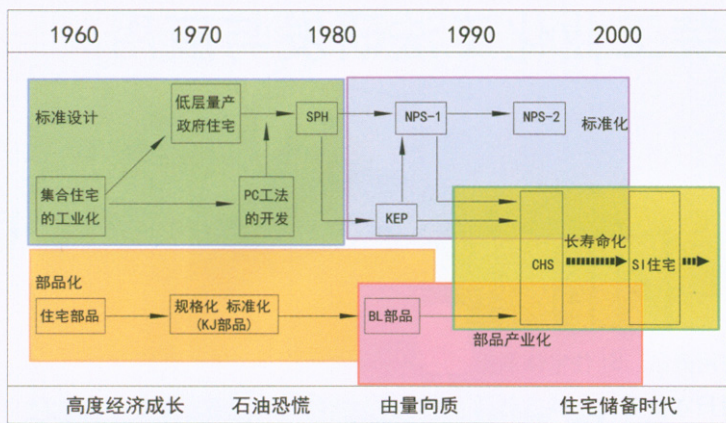 1960 1970 1980 1990 2000
标准设计
低层量产
政府住宅
SPH
NPS-1
NPS-2
标准化
集合住宅
的工业化
PC工法
的开发
KEP
CHS
长寿命化
SI住宅
部品化
住宅部品
规格化 标准化
(KJ部品)
BL部品
部品产业化
高度经济成长 石油恐慌 由量向质 住宅储备时代